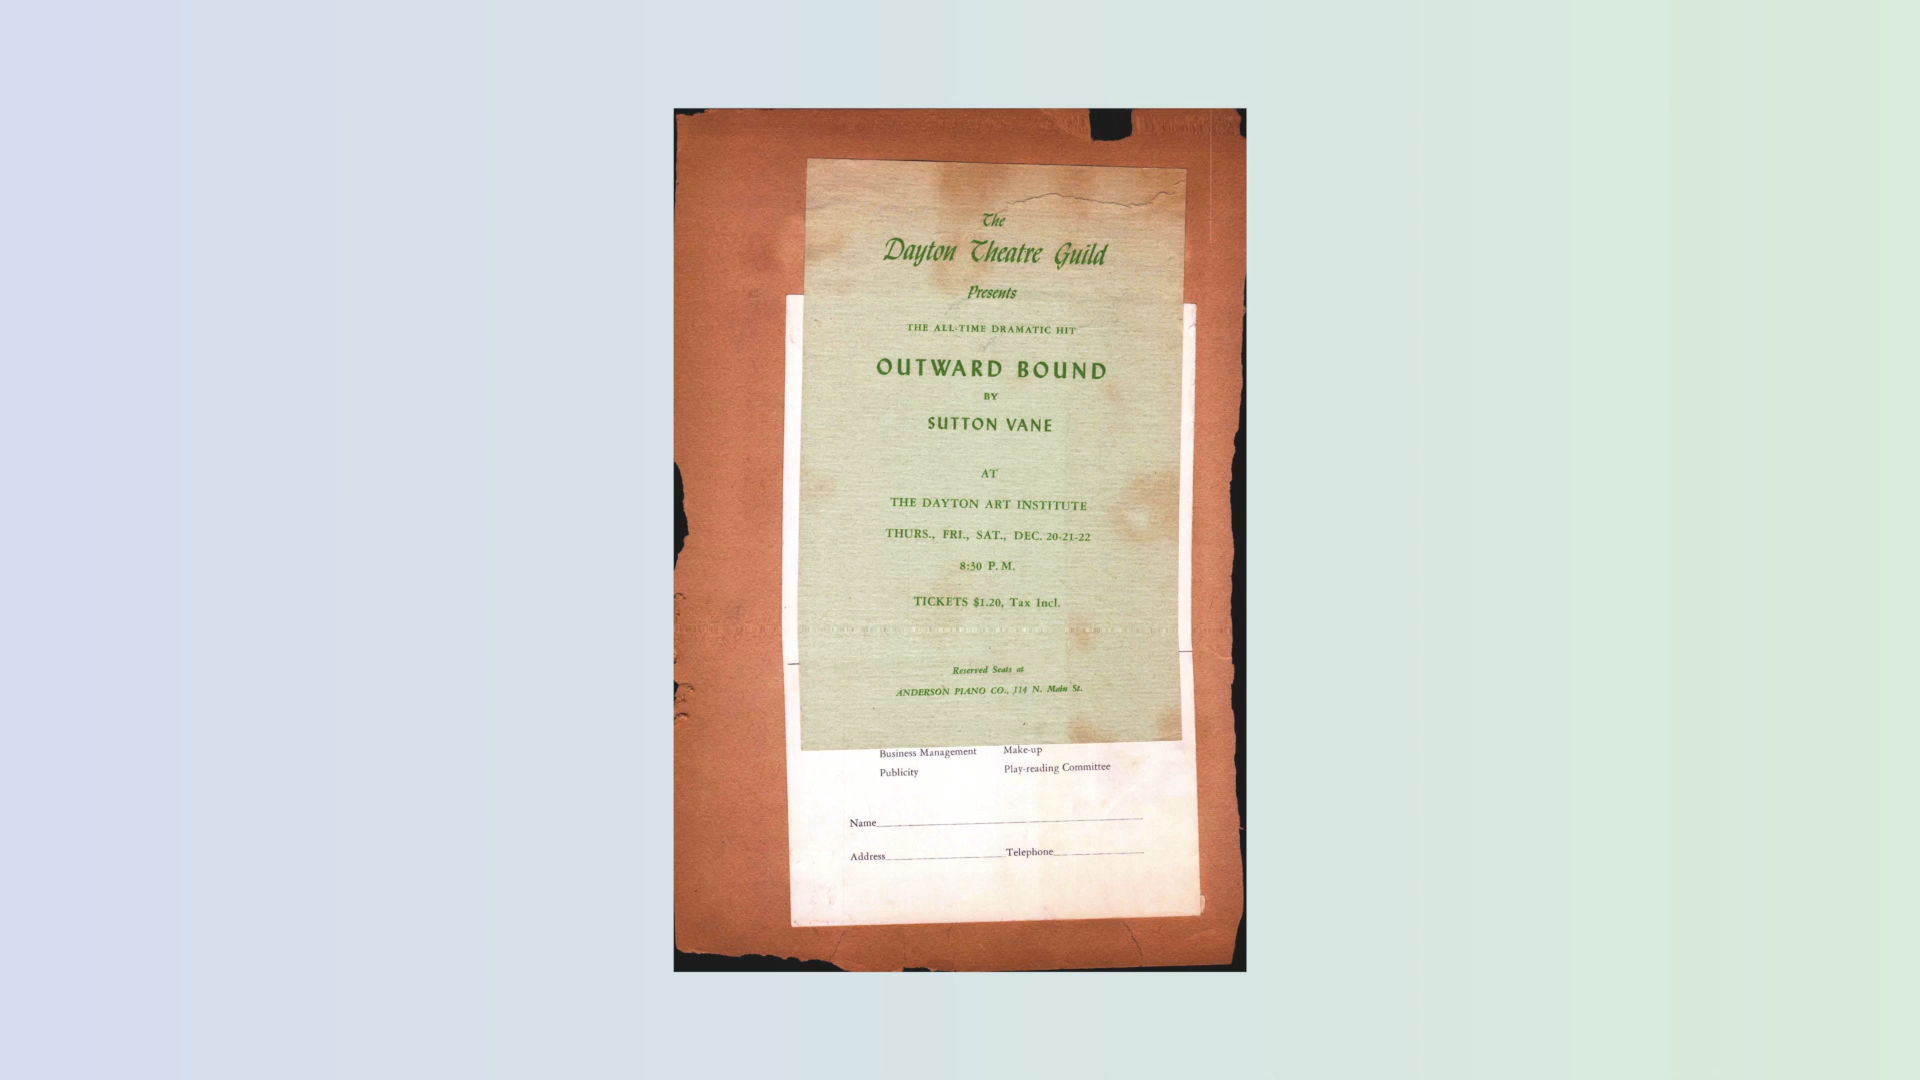 The
Dayton Theatre Guild
Presents
THE ALL-TIME DRAMATIC HIT
OUTWARD BOUND
BY
SUTTON VANE
AT
THE DAYTON ART INSTITUTE
THURS., FRI., SAT., DEC. 20-21-22
8:30 P. M.
TICKETS $1.20, Tax Incl.
Reserved Seats at
ANDERSON PIANO CO., 114 N. Main St.
Business Management Make-up
Publicity Play-reading Committee
Name
Address Telephone